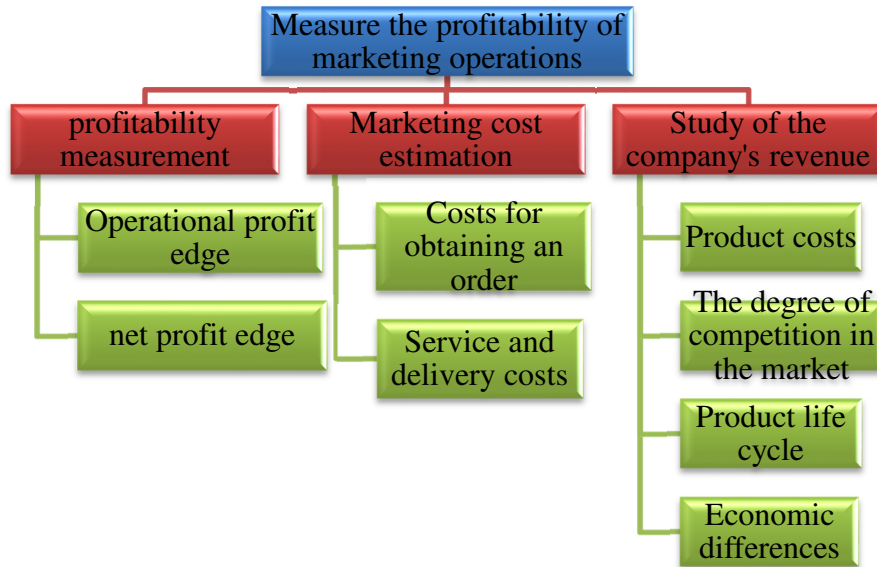 Measure the profitability of
marketing operations
profitability
measurement
Operational profit
edge
net profit edge
Marketing cost
estimation
Costs for
obtaining an
order
Service and
delivery costs
Study of the
company's revenue
Product costs
The degree of
competition in
the market
Product life
cycle
Economic
differences